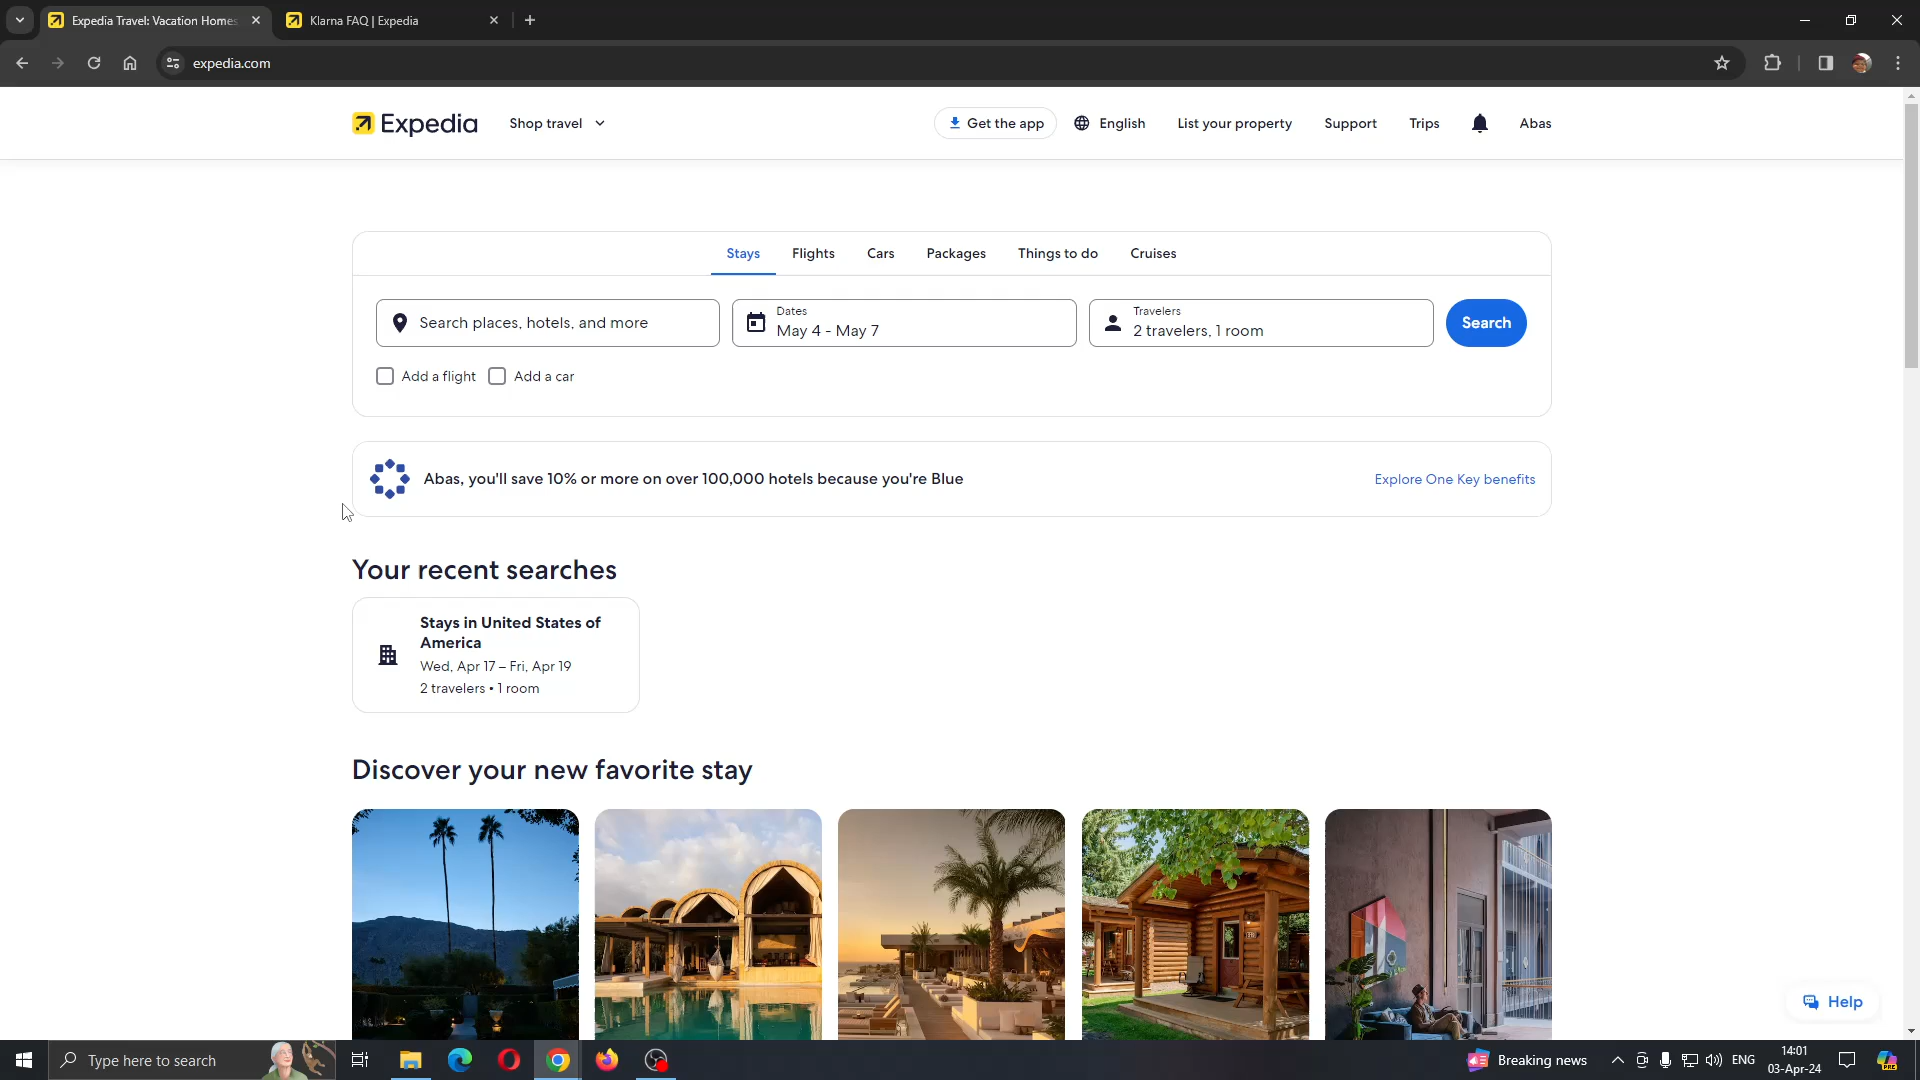 Expedia Travel: Vacation Homes
Klarna FAQ | Expedia
expedia.com
Expedia
Shop travel
Get the app
English
List your property
Support
Trips
Abas
Stays
Flights
Cars
Packages
Things to do
Cruises
Search places, hotels, and more
Dates
May 4 - May 7
Travelers
2 travelers, 1 room
Search
Add a flight
Add a car
Abas, you'll save 10% or more on over 100,000 hotels because you're Blue
Explore One Key benefits
Your recent searches
Stays in United States of
America
Wed, Apr 17 – Fri, Apr 19
2 travelers • 1 room
Discover your new favorite stay
Help
Type here to search
Breaking news
ENG
14:01
03-Apr-24
PRE